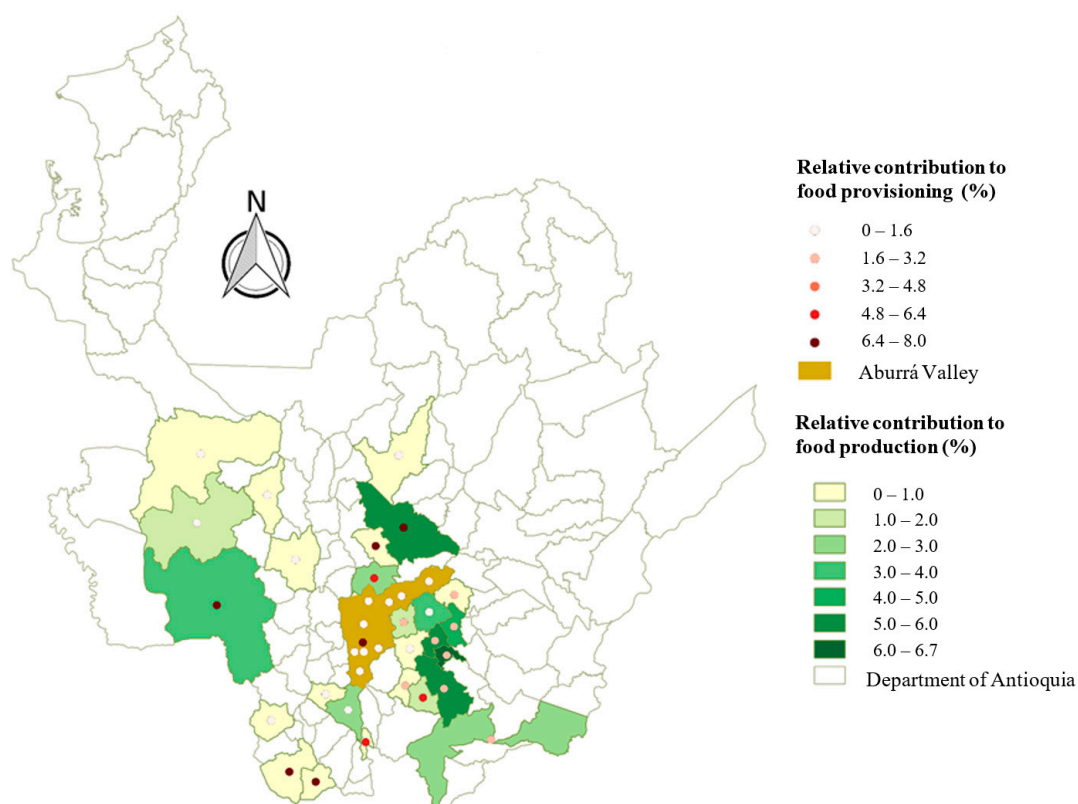 N
Relative contribution to
food provisioning (%)
0 – 1.6
1.6 – 3.2
3.2 – 4.8
4.8 – 6.4
6.4 – 8.0
Aburrá Valley
Relative contribution to
food production (%)
0 – 1.0
1.0 – 2.0
2.0 – 3.0
3.0 – 4.0
4.0 – 5.0
5.0 – 6.0
6.0 – 6.7
Department of Antioquia